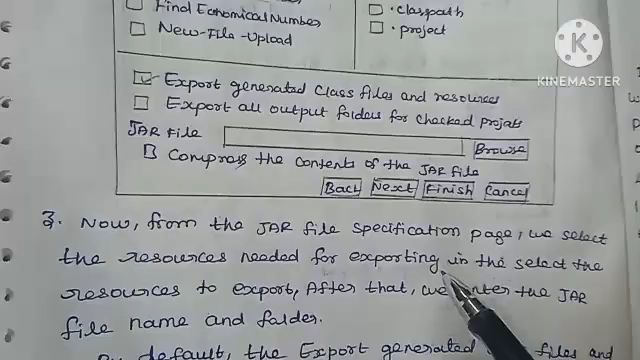 Find Economical Number
New-File-Upload
.classpath
.project
Export generated class files and resources
Export all output folders for checked projats
JAR file
Browse
Compress the contents of the JAR file
Back Next Finish Cancel
3. Now, from the JAR file specification page, we select
the resources needed for exporting in the select the
resources to export, After that, we enter the JAR
file name and folder.
By default, the Export generated files and
KINEMASTER